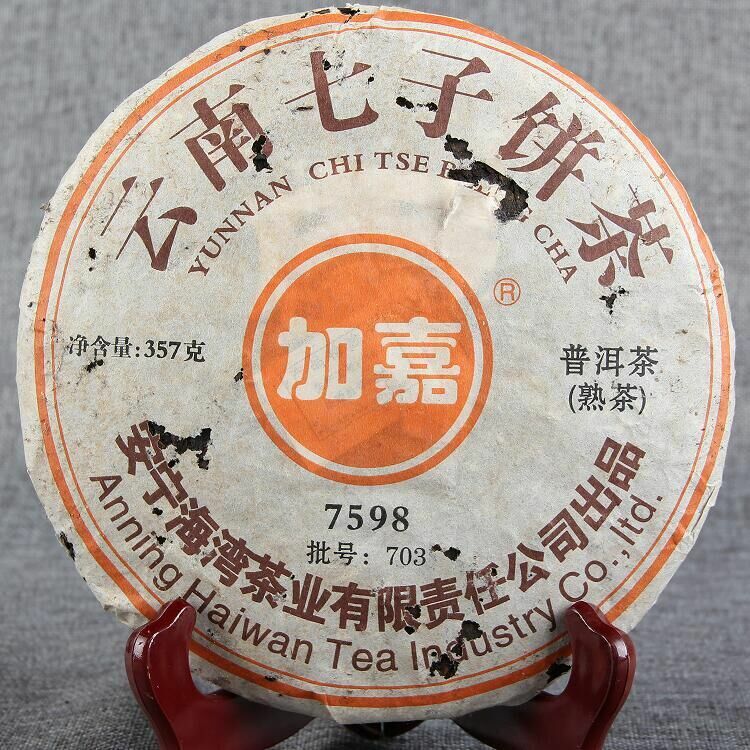 云南七子饼茶
YUNNAN CHI TSE CHA
®
加嘉
净含量:357克
普洱茶
(熟茶)
7598
批号: 703
安宁海湾茶业有限责任公司出品
Anning Haiwan Tea Industry Co.,ltd.